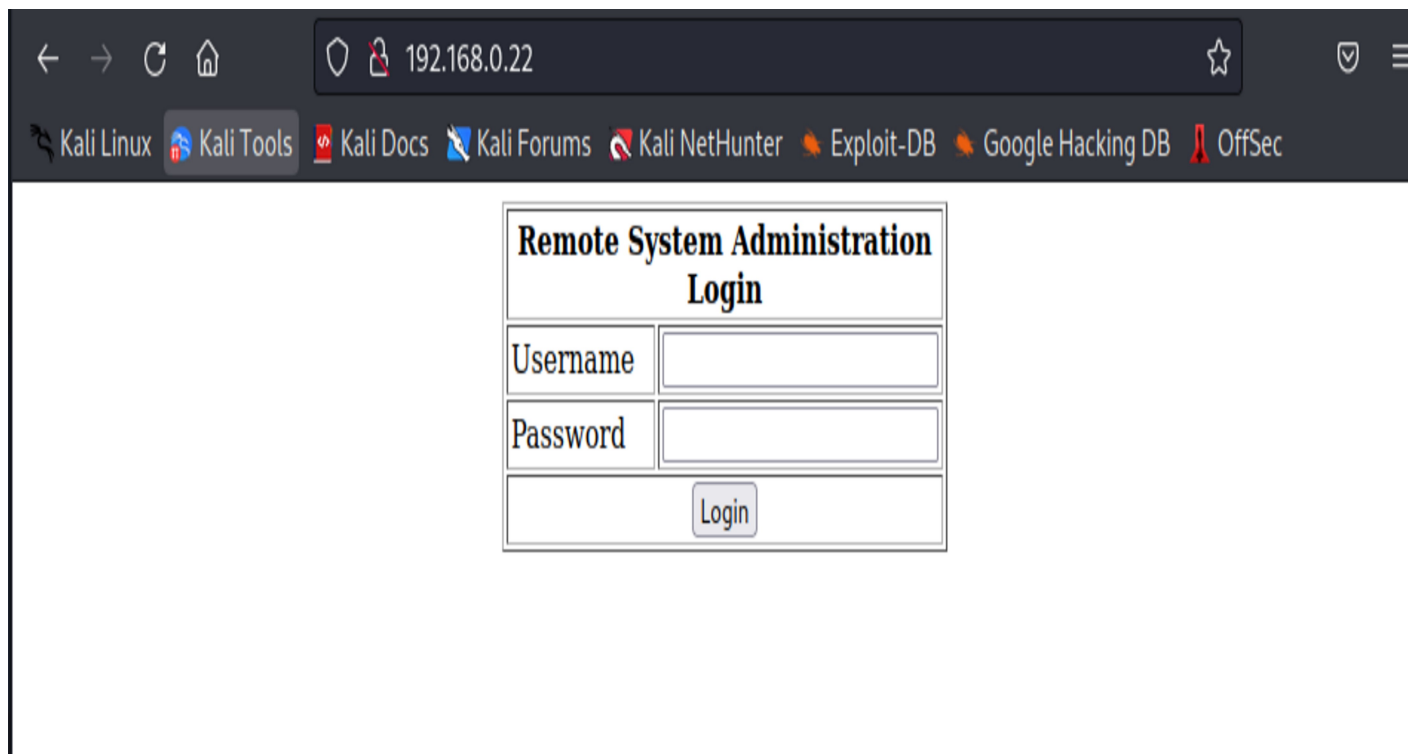 192.168.0.22
Kali Linux Kali Tools Kali Docs Kali Forums Kali NetHunter Exploit-DB Google Hacking DB OffSec
Remote System Administration
Login
Username
Password
Login